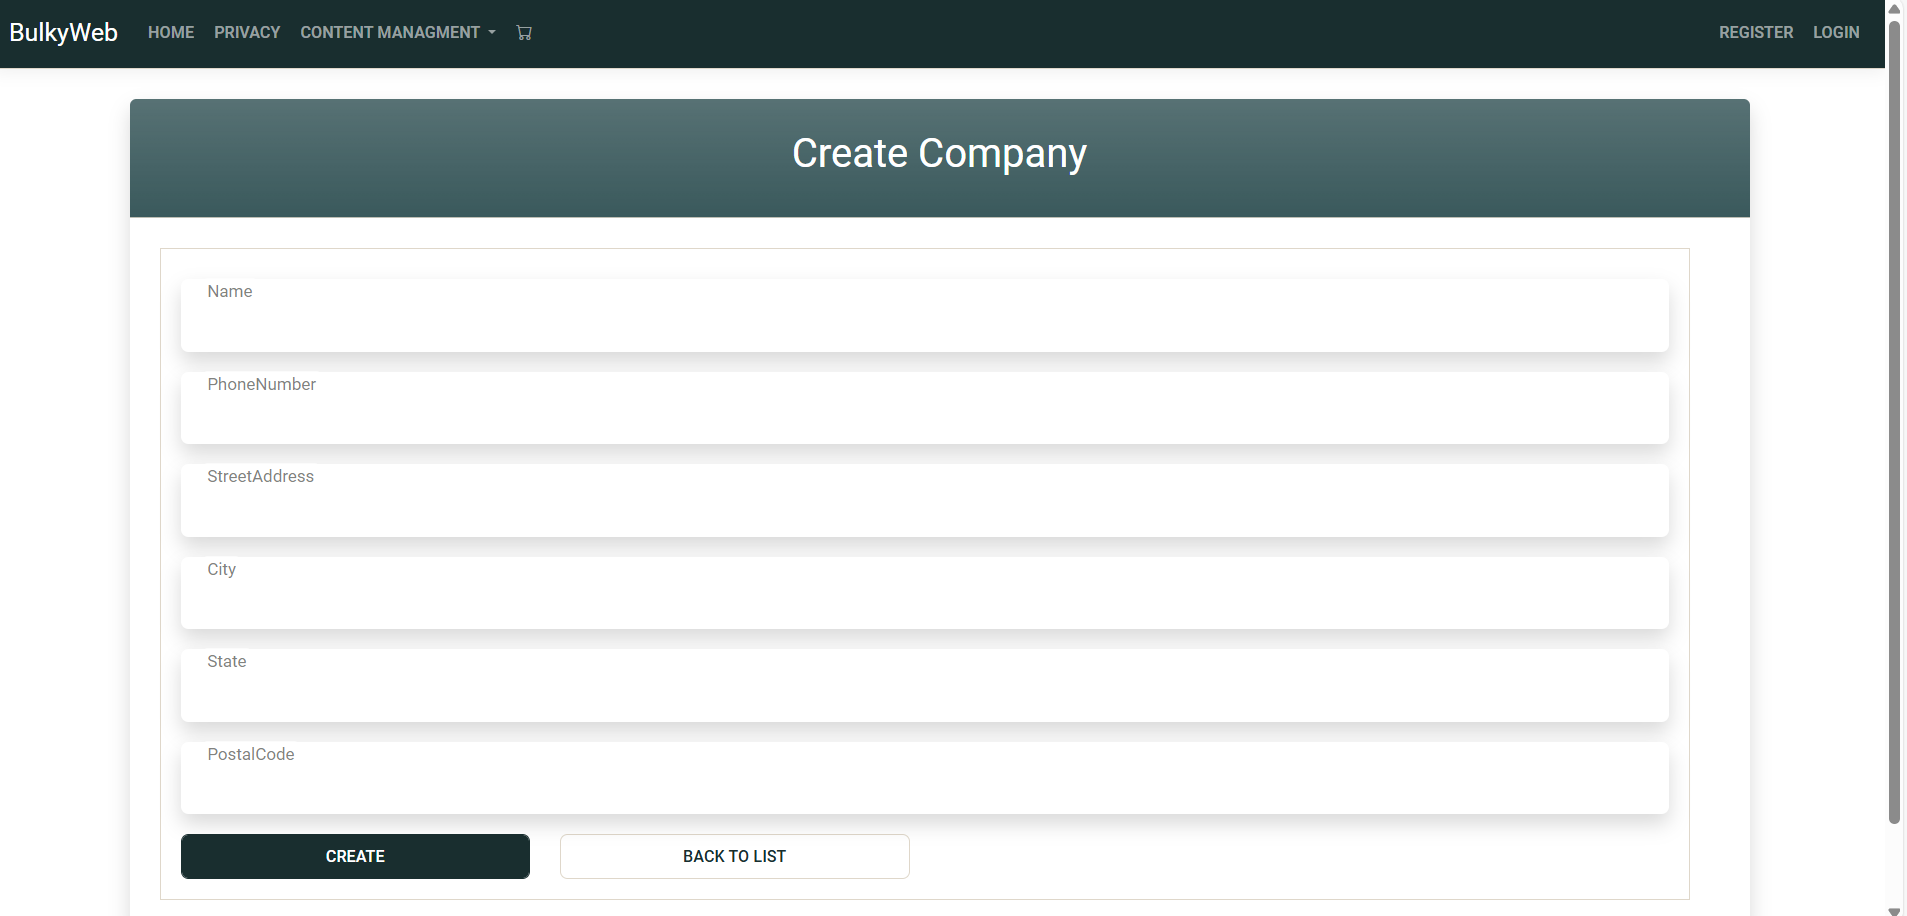 BulkyWeb HOME PRIVACY CONTENT MANAGMENT REGISTER LOGIN
Create Company
Name
PhoneNumber
StreetAddress
City
State
PostalCode
CREATE BACK TO LIST